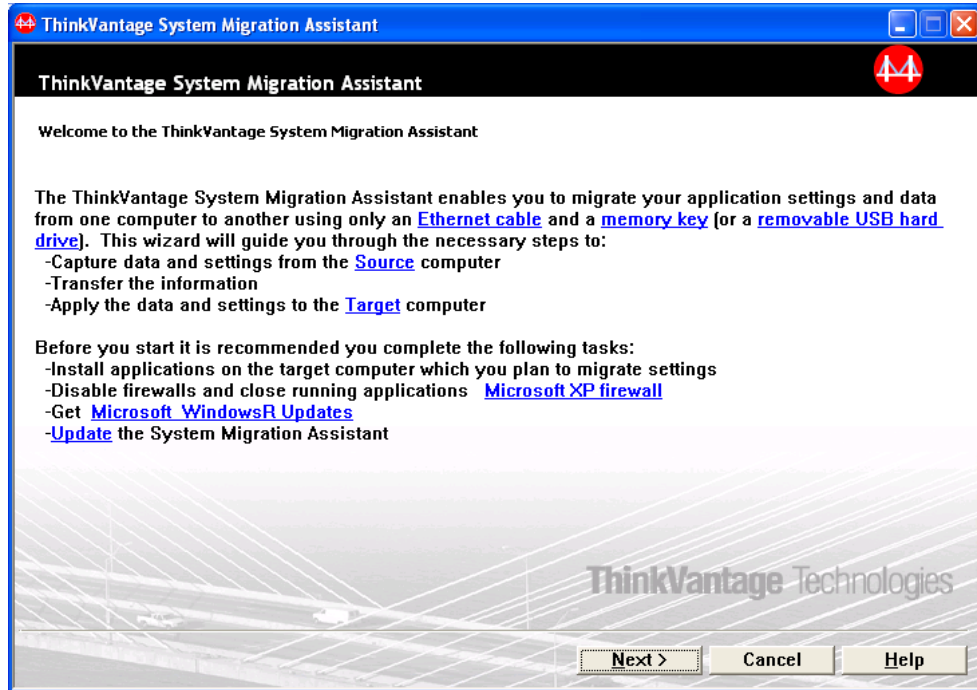 ThinkVantage System Migration Assistant
ThinkVantage System Migration Assistant
Welcome to the ThinkVantage System Migration Assistant
The ThinkVantage System Migration Assistant enables you to migrate your application settings and data
from one computer to another using only an Ethernet cable and a memory key (or a removable USB hard
drive).  This wizard will guide you through the necessary steps to:
-Capture data and settings from the Source computer
-Transfer the information
-Apply the data and settings to the Target computer
Before you start it is recommended you complete the following tasks:
-Install applications on the target computer which you plan to migrate settings
-Disable firewalls and close running applications   Microsoft XP firewall
-Get  Microsoft  WindowsR Updates
-Update the System Migration Assistant
ThinkVantage Technologies
Next >   Cancel   Help